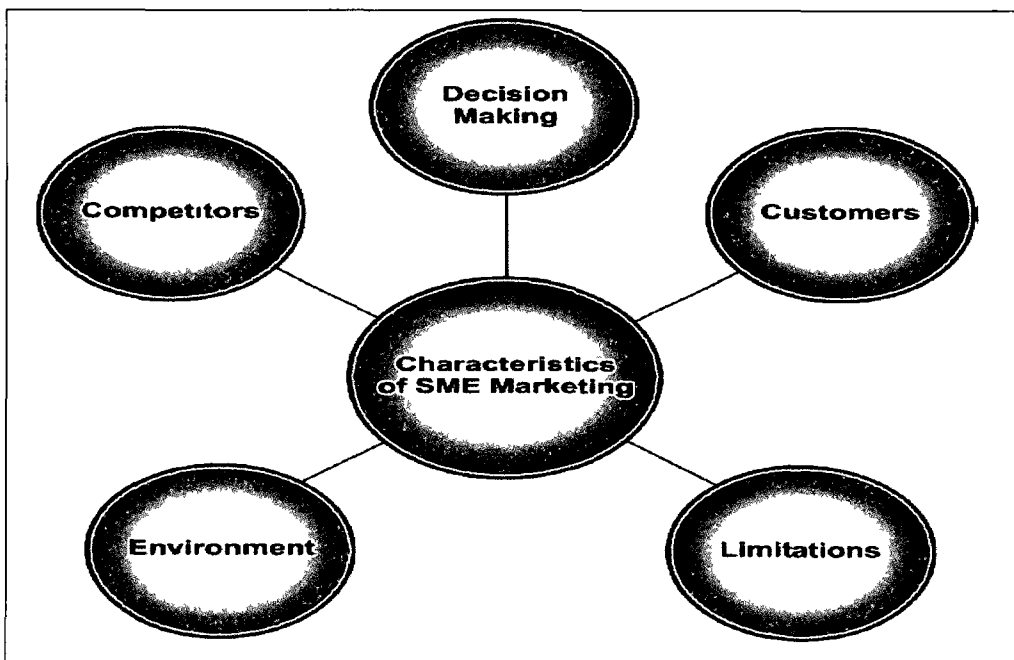 Decision
Making
Competitors
Customers
Characteristics
of SME Marketing
Environment
Limitations